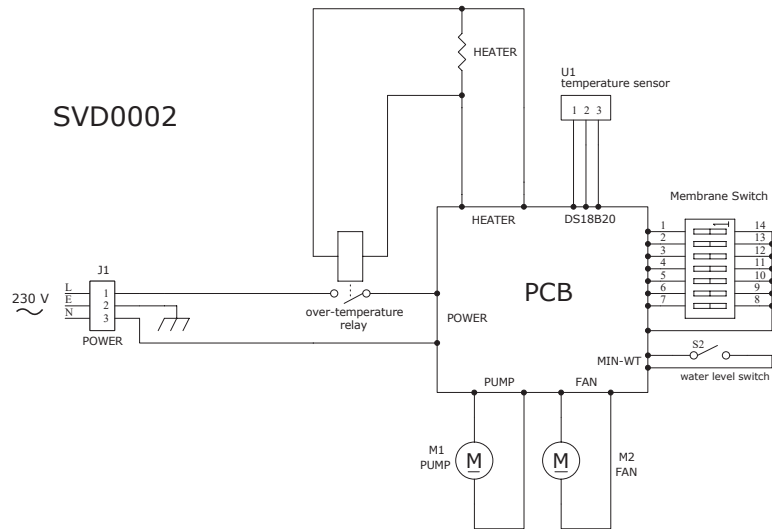 HEATER
U1
temperature sensor
1 2 3
SVD0002
Membrane Switch
HEATER
DS18B20
1 14
2 13
3 12
4 11
5 10
6 9
7 8
J1
230 V
L 1
E 2
N 3
POWER
over-temperature
relay
PCB
POWER
MIN-WT
S2
water level switch
PUMP
FAN
M1
PUMP
M
M
M2
FAN